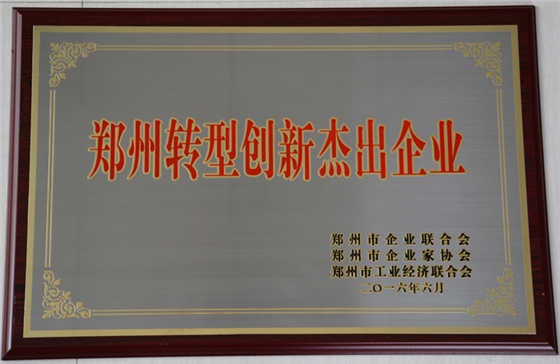 郑州转型创新杰出企业
郑州市企业联合会
郑州市企业家协会
郑州市工业经济联合会
二〇一六年六月